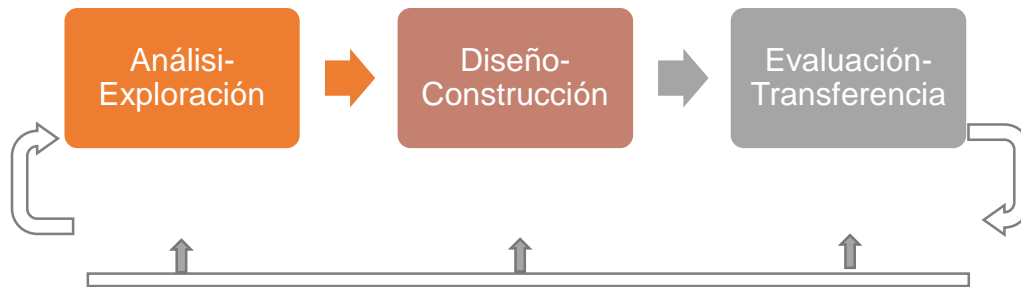 Análisi-
Exploración
Diseño-
Construcción
Evaluación-
Transferencia